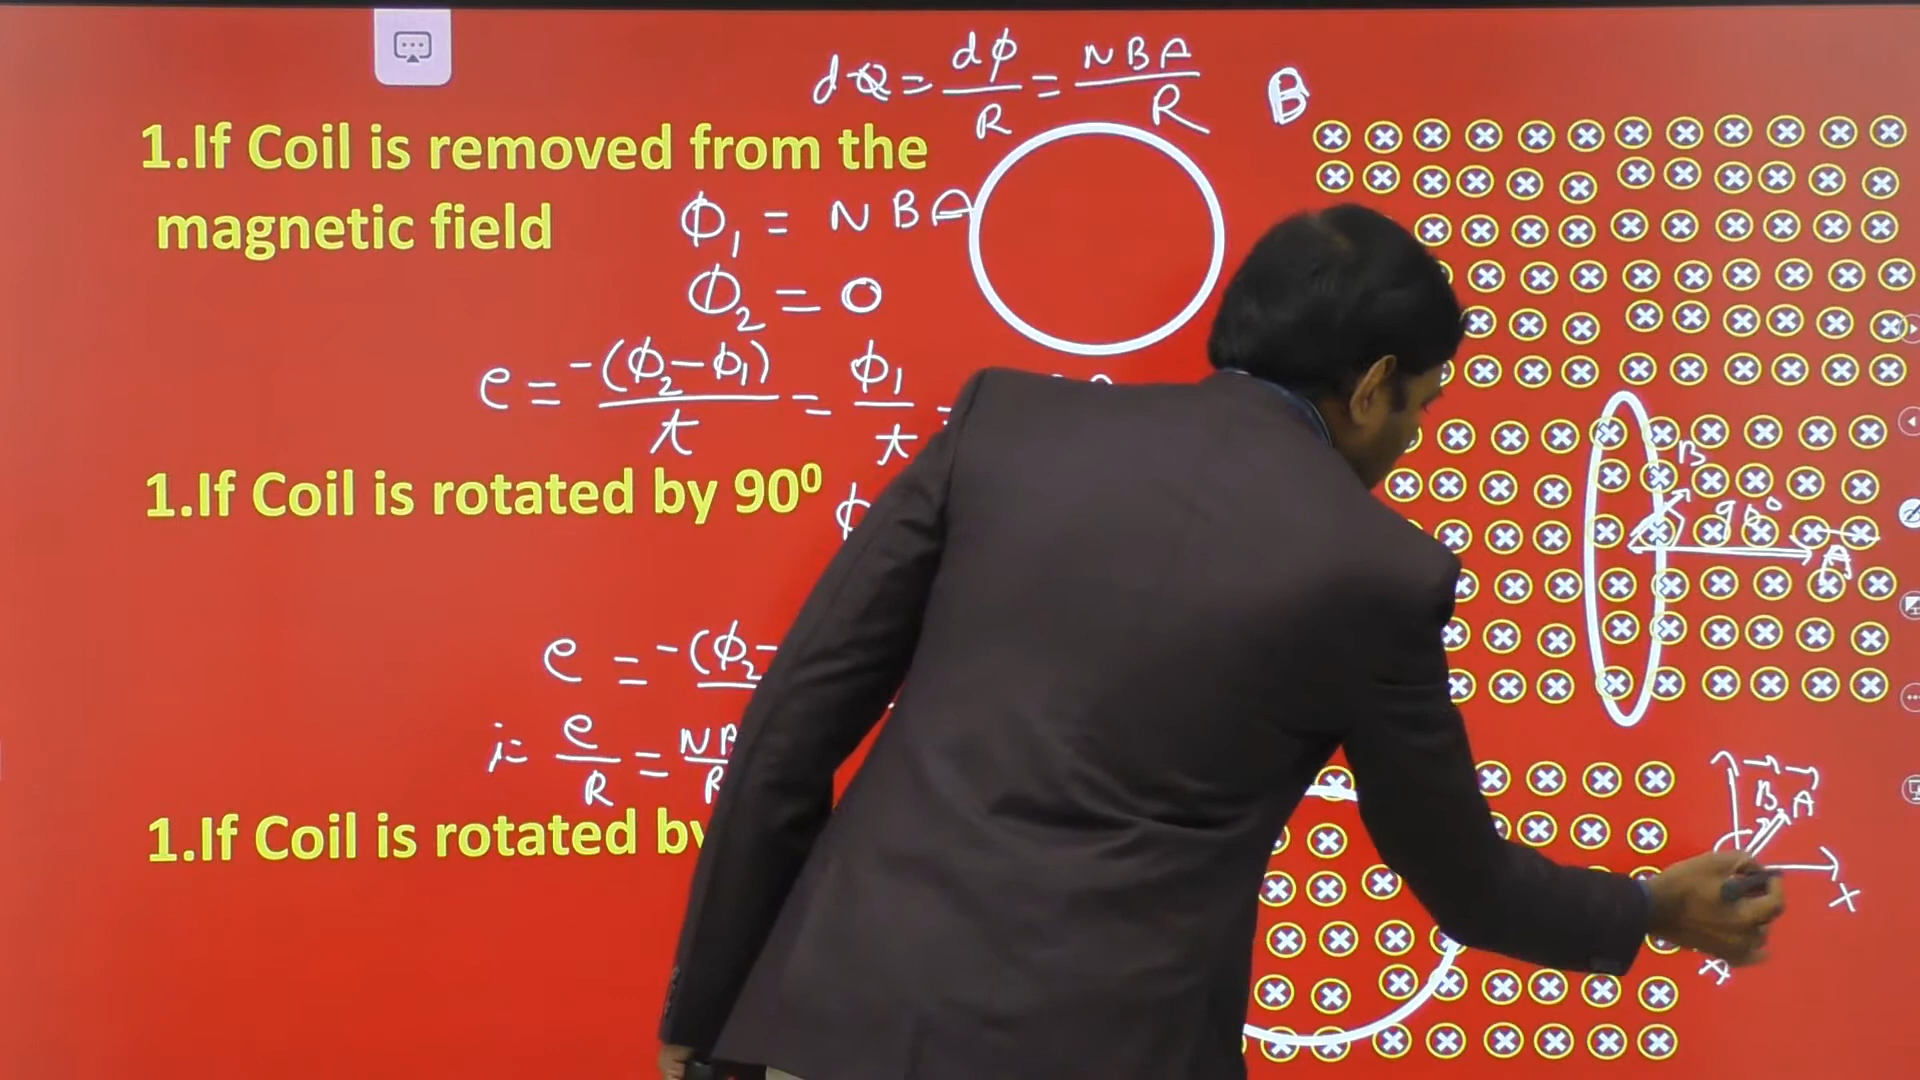 dQ = dϕ/R = NBA/R
B
1.If Coil is removed from the
magnetic field
ϕ₁ = NBA
ϕ₂ = 0
e = -(ϕ₂-ϕ₁)/t = ϕ₁/t =
1.If Coil is rotated by 90⁰
ϕ
B
90°
A
e = -(ϕ₂-
i = e/R = N
1.If Coil is rotated by
B A
X